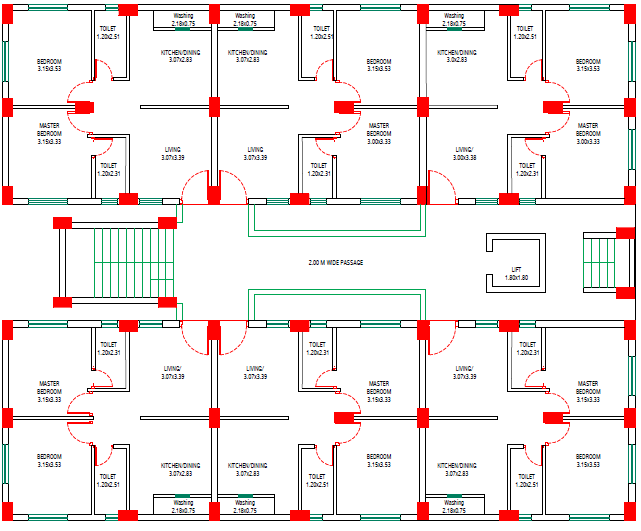 Washing
2.18x0.75
Washing
2.18x0.75
Washing
2.18x0.75
TOILET
1.20x2.51
TOILET
1.20x2.51
TOILET
1.20x2.51
BEDROOM
3.15x3.53
KITCHEN/DINING
3.07x2.83
KITCHEN/DINING
3.07x2.83
BEDROOM
3.15x3.53
KITCHEN/DINING
3.0x2.83
BEDROOM
3.15x3.53
MASTER
BEDROOM
3.15x3.33
LIVING
3.07x3.39
LIVING
3.07x3.39
MASTER
BEDROOM
3.00x3.33
LIVING/
3.00x3.38
MASTER
BEDROOM
3.00x3.33
TOILET
1.20x2.31
TOILET
1.20x2.31
TOILET
1.20x2.31
2.00 M WIDE PASSAGE
LIFT
1.80x1.80
TOILET
1.20x2.31
TOILET
1.20x2.31
TOILET
1.20x2.31
MASTER
BEDROOM
3.15x3.33
LIVING/
3.07x3.39
LIVING/
3.07x3.39
MASTER
BEDROOM
3.15x3.33
LIVING/
3.07x3.39
MASTER
BEDROOM
3.15x3.33
BEDROOM
3.15x3.53
KITCHEN/DINING
3.07x2.83
KITCHEN/DINING
3.07x2.83
BEDROOM
3.15x3.53
KITCHEN/DINING
3.07x2.83
BEDROOM
3.15x3.53
TOILET
1.20x2.51
TOILET
1.20x2.51
TOILET
1.20x2.51
Washing
2.18x0.75
Washing
2.18x0.75
Washing
2.18x0.75